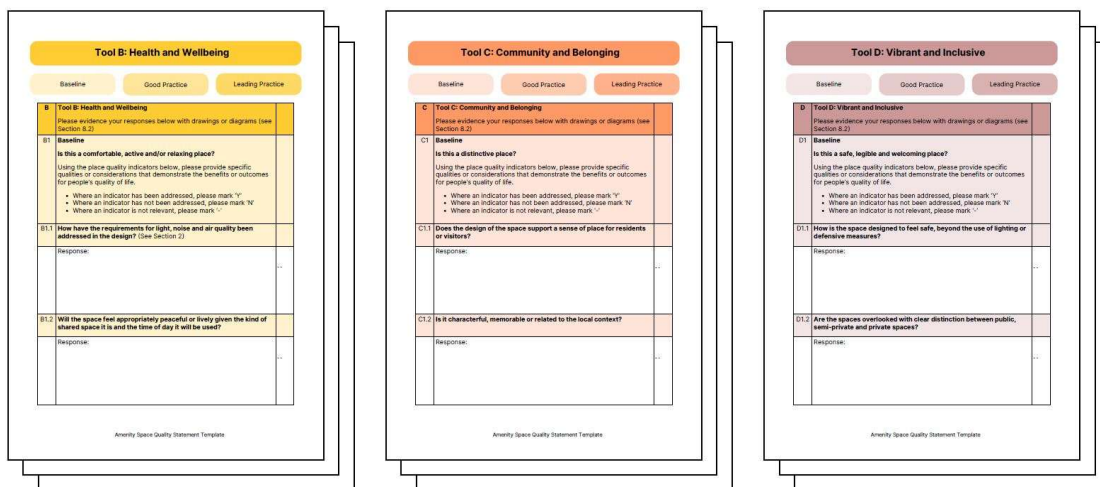 Tool B: Health and Wellbeing
Baseline
Good Practice
Leading Practice
B Tool B: Health and Wellbeing
Please evidence your responses below with drawings or diagrams (see
Section 8.2)
B1 Baseline
Is this a comfortable, active and/or relaxing place?
Using the place quality indicators below, please provide specific
qualities or considerations that demonstrate the benefits or outcomes
for people's quality of life.
• Where an indicator has been addressed, please mark 'Y'
• Where an indicator has not been addressed, please mark 'N'
• Where an indicator is not relevant, please mark '-'
B1.1 How have the requirements for light, noise and air quality been
addressed in the design? (See Section 2)
Response:
--
B1.2 Will the space feel appropriately peaceful or lively given the kind of
shared space it is and the time of day it will be used?
Response:
--
Amenity Space Quality Statement Template
Tool C: Community and Belonging
Baseline
Good Practice
Leading Practice
C Tool C: Community and Belonging
Please evidence your responses below with drawings or diagrams (see
Section 8.2)
C1 Baseline
Is this a distinctive place?
Using the place quality indicators below, please provide specific
qualities or considerations that demonstrate the benefits or outcomes
for people's quality of life.
• Where an indicator has been addressed, please mark 'Y'
• Where an indicator has not been addressed, please mark 'N'
• Where an indicator is not relevant, please mark '-'
C1.1 Does the design of the space support a sense of place for residents
or visitors?
Response:
--
C1.2 Is it characterful, memorable or related to the local context?
Response:
--
Amenity Space Quality Statement Template
Tool D: Vibrant and Inclusive
Baseline
Good Practice
Leading Practice
D Tool D: Vibrant and Inclusive
Please evidence your responses below with drawings or diagrams (see
Section 8.2)
D1 Baseline
Is this a safe, legible and welcoming place?
Using the place quality indicators below, please provide specific
qualities or considerations that demonstrate the benefits or outcomes
for people's quality of life.
• Where an indicator has been addressed, please mark 'Y'
• Where an indicator has not been addressed, please mark 'N'
• Where an indicator is not relevant, please mark '-'
D1.1 How is the space designed to feel safe, beyond the use of lighting or
defensive measures?
Response:
--
D1.2 Are the spaces overlooked with clear distinction between public,
semi-private and private spaces?
Response:
--
Amenity Space Quality Statement Template